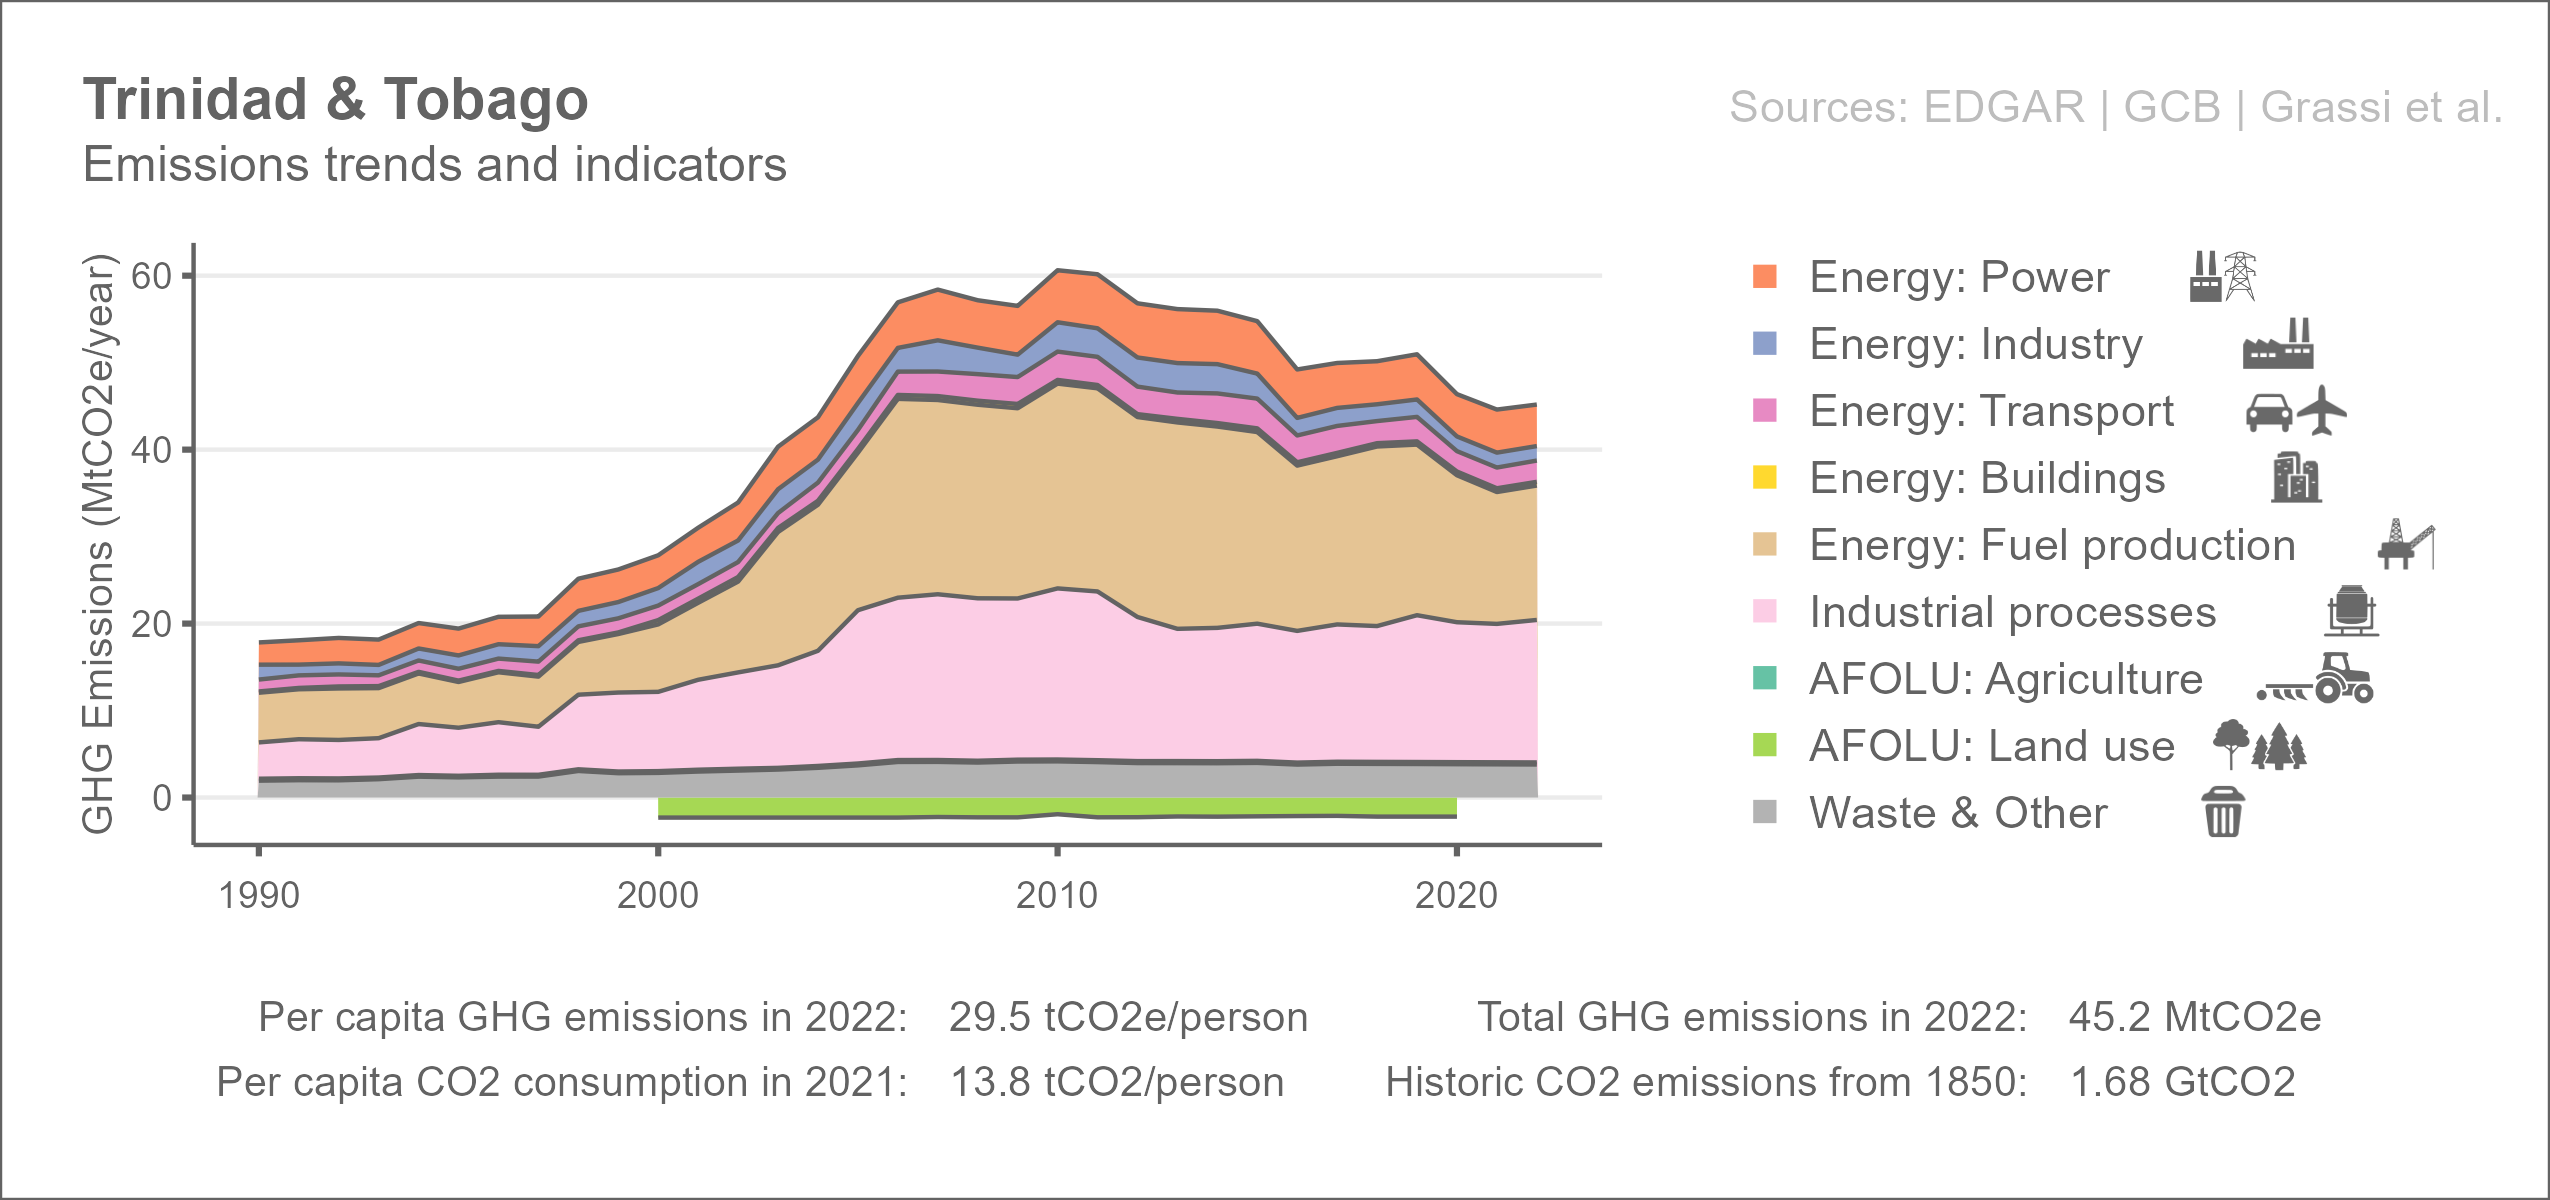 Trinidad & Tobago
Sources: EDGAR | GCB | Grassi et al.
Emissions trends and indicators
GHG Emissions (MtCO2e/year)
60
40
20
0
1990
2000
2010
2020
Energy: Power
Energy: Industry
Energy: Transport
Energy: Buildings
Energy: Fuel production
Industrial processes
AFOLU: Agriculture
AFOLU: Land use
Waste & Other
Per capita GHG emissions in 2022: 29.5 tCO2e/person
Total GHG emissions in 2022: 45.2 MtCO2e
Per capita CO2 consumption in 2021: 13.8 tCO2/person
Historic CO2 emissions from 1850: 1.68 GtCO2